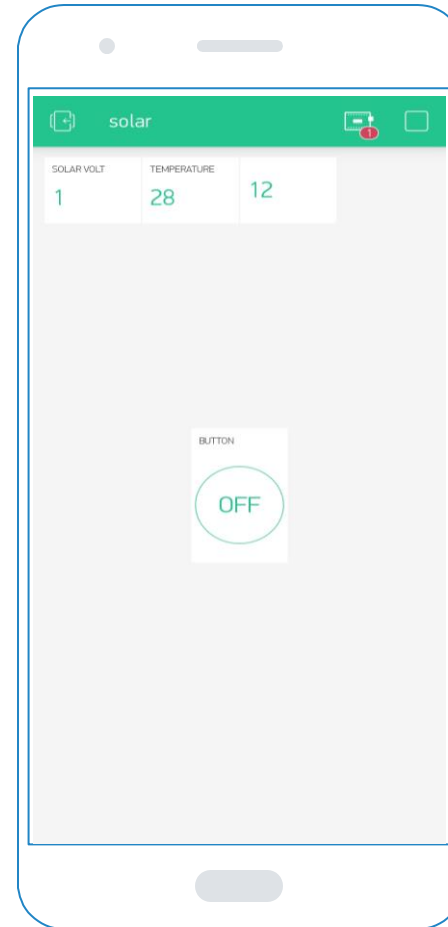 solar
1
SOLAR VOLT TEMPERATURE
1 28 12
BUTTON
OFF